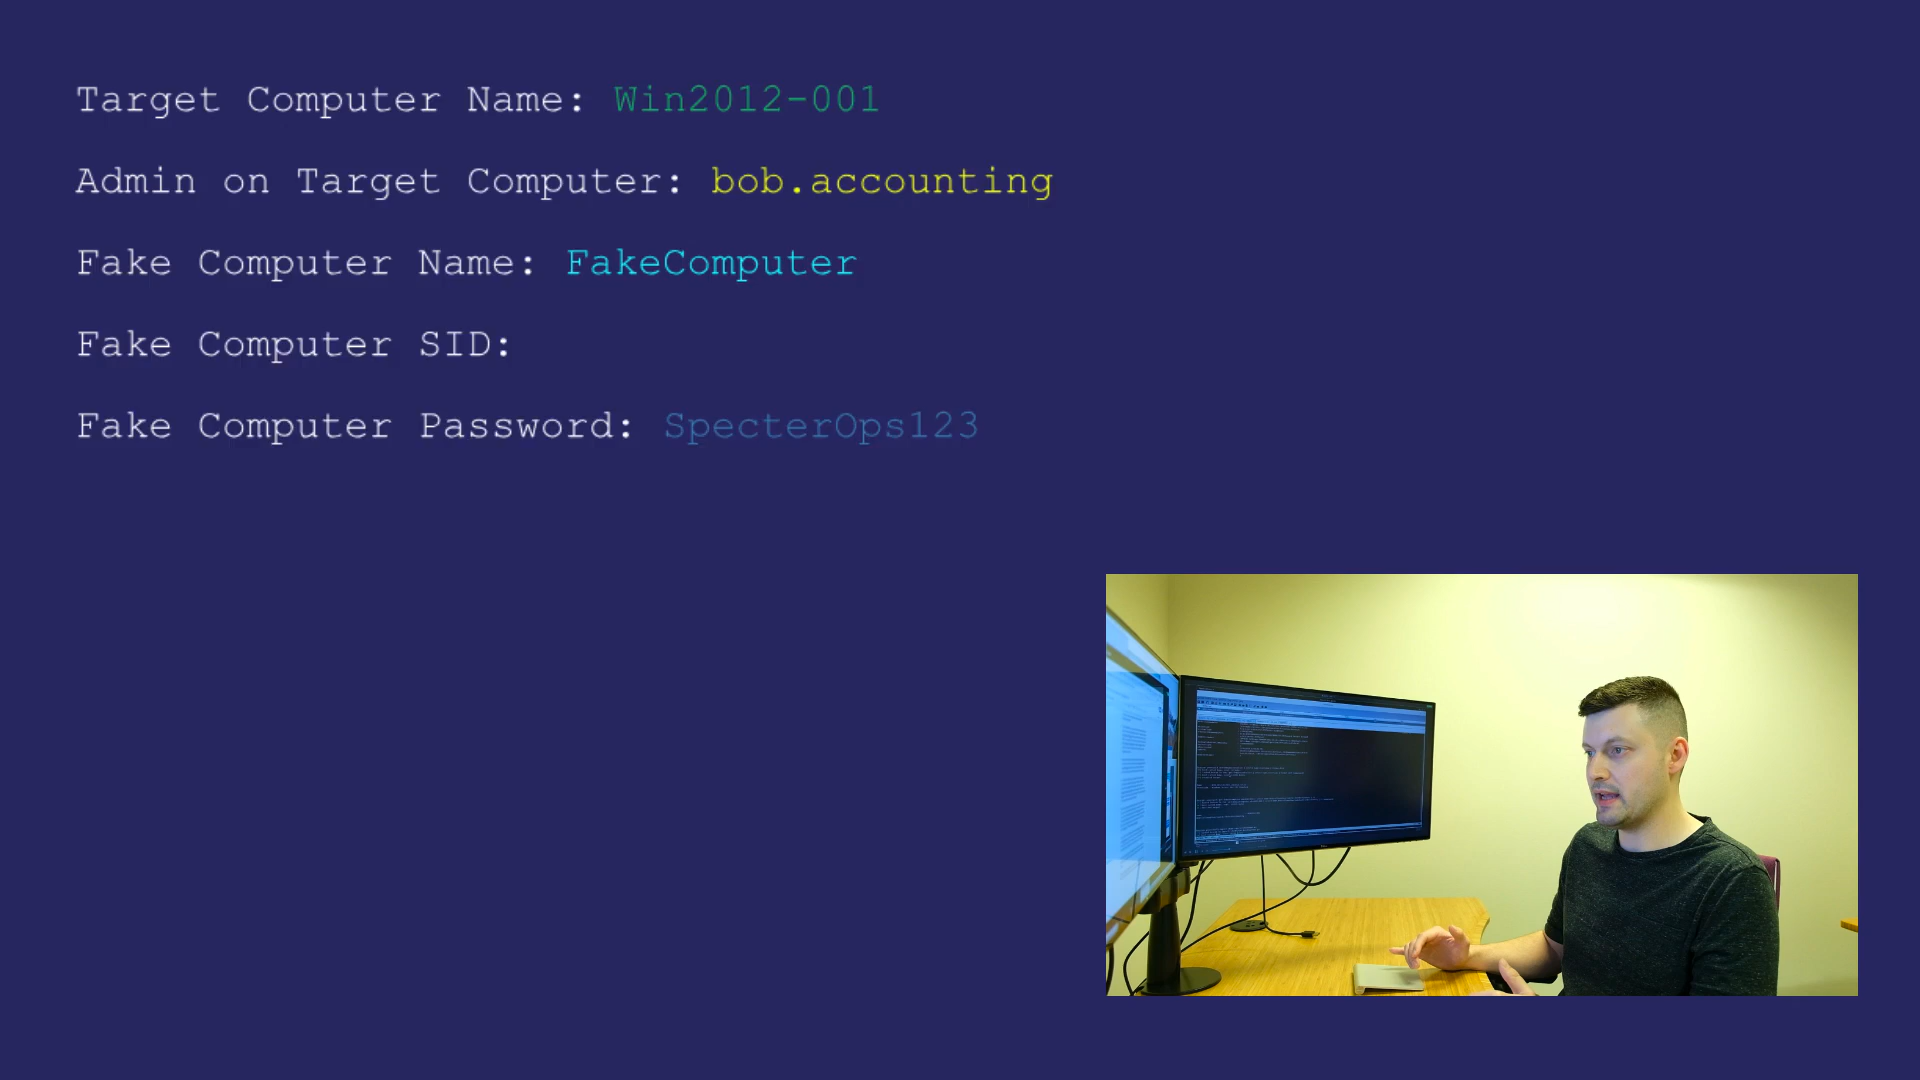 Target Computer Name: Win2012-001
Admin on Target Computer: bob.accounting
Fake Computer Name: FakeComputer
Fake Computer SID:
Fake Computer Password: SpecterOps123